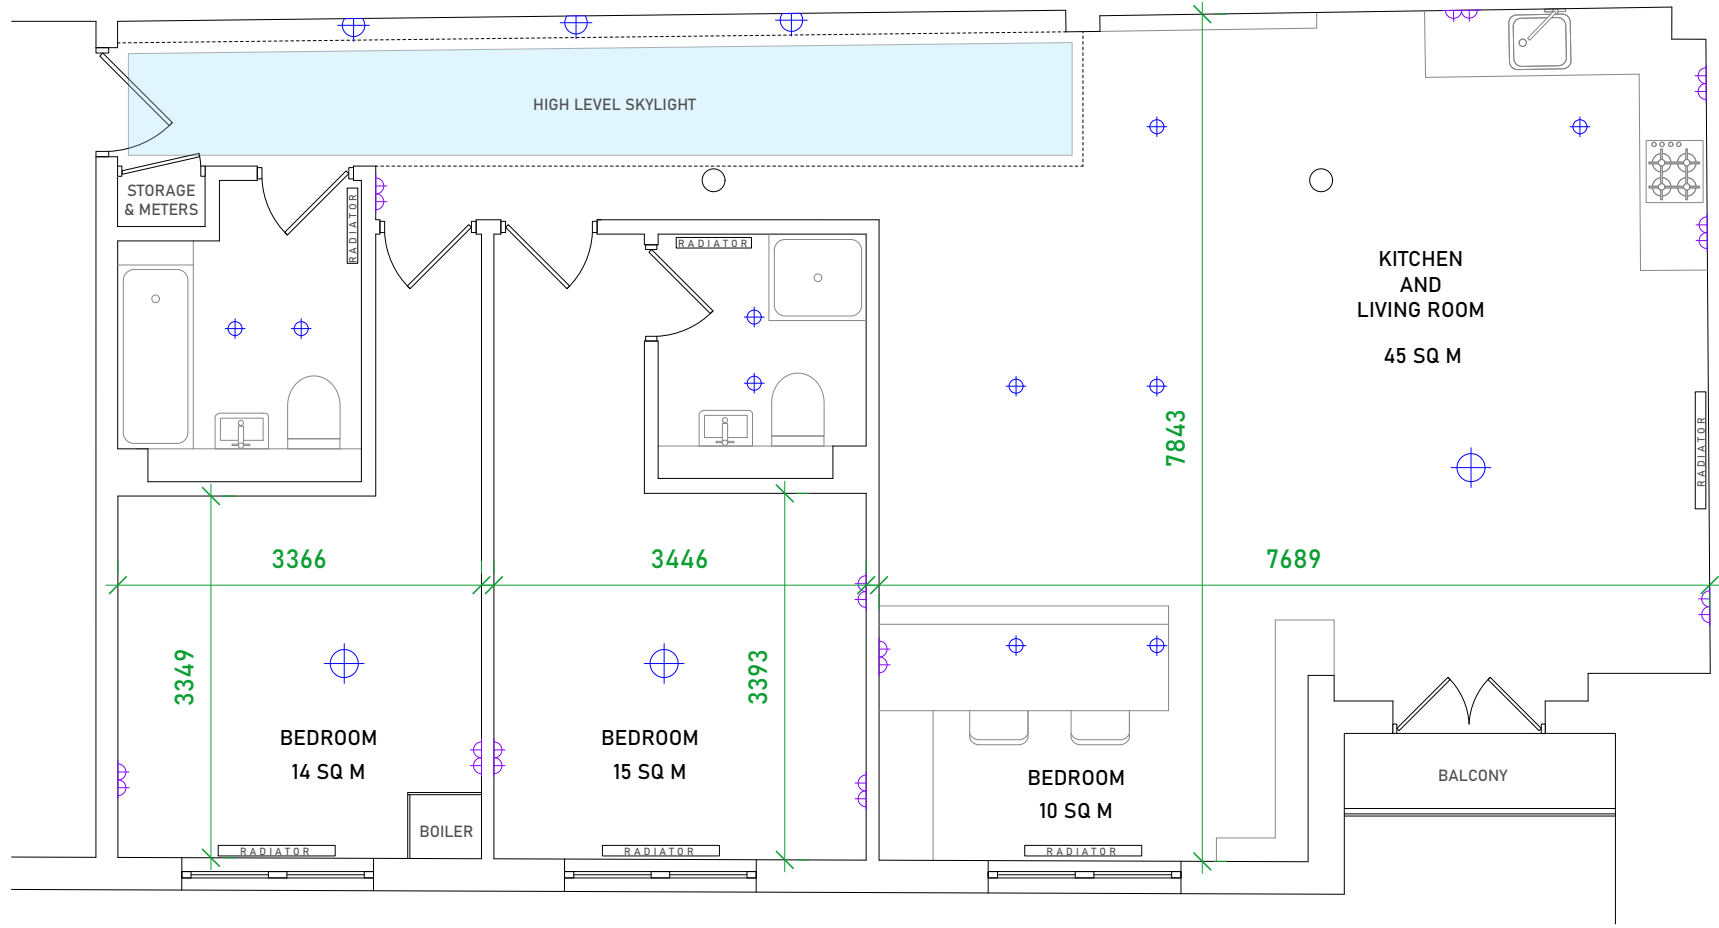 HIGH LEVEL SKYLIGHT
STORAGE
& METERS
RADIATOR
RADIATOR
KITCHEN
AND
LIVING ROOM
45 SQ M
7843
RADIATOR
3366
3446
7689
3349
3393
BEDROOM
14 SQ M
BEDROOM
15 SQ M
BEDROOM
10 SQ M
BALCONY
BOILER
RADIATOR
RADIATOR
RADIATOR